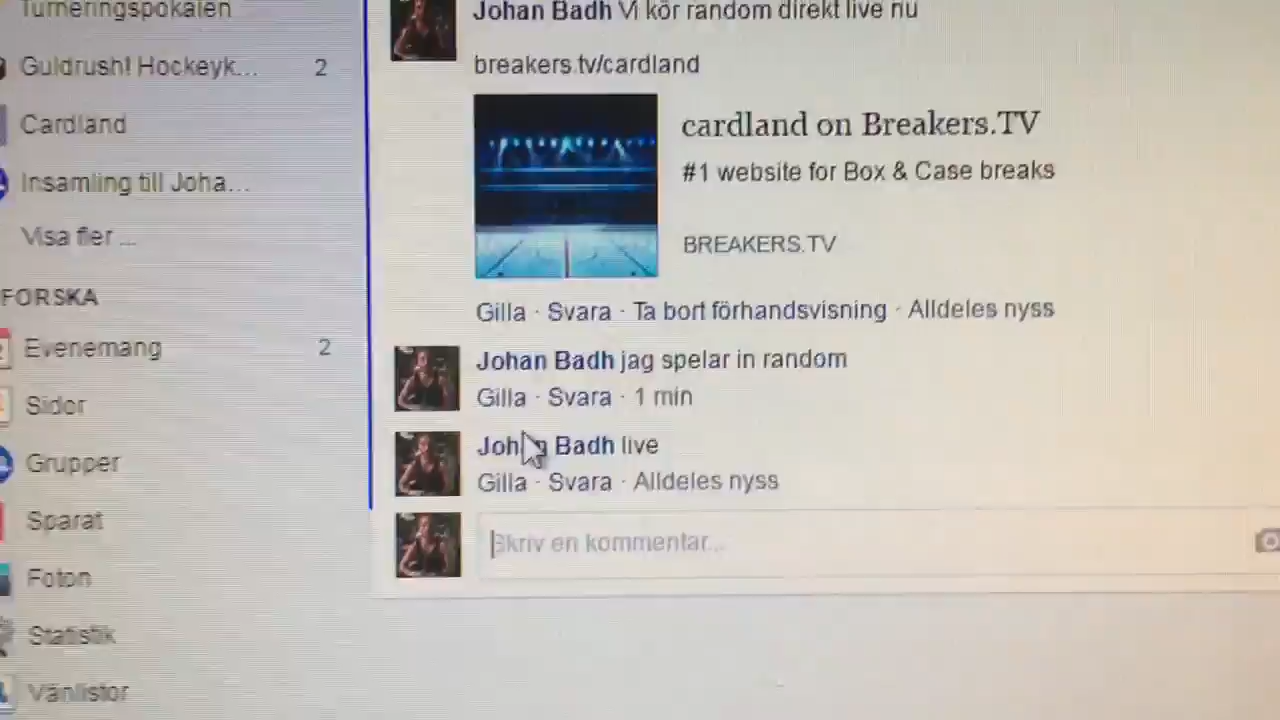 Turneringspokalen
Guldrush! Hockeyk... 2
Cardland
Insamling till Joha...
Visa fler ...
FORSKA
Evenemang 2
Sidor
Grupper
Sparat
Foton
Statistik
Vänlistor
Johan Badh Vi kör random direkt live nu
breakers.tv/cardland
cardland on Breakers.TV
#1 website for Box & Case breaks
BREAKERS.TV
Gilla · Svara · Ta bort förhandsvisning · Alldeles nyss
Johan Badh jag spelar in random
Gilla · Svara · 1 min
Johan Badh live
Gilla · Svara · Alldeles nyss
Skriv en kommentar...